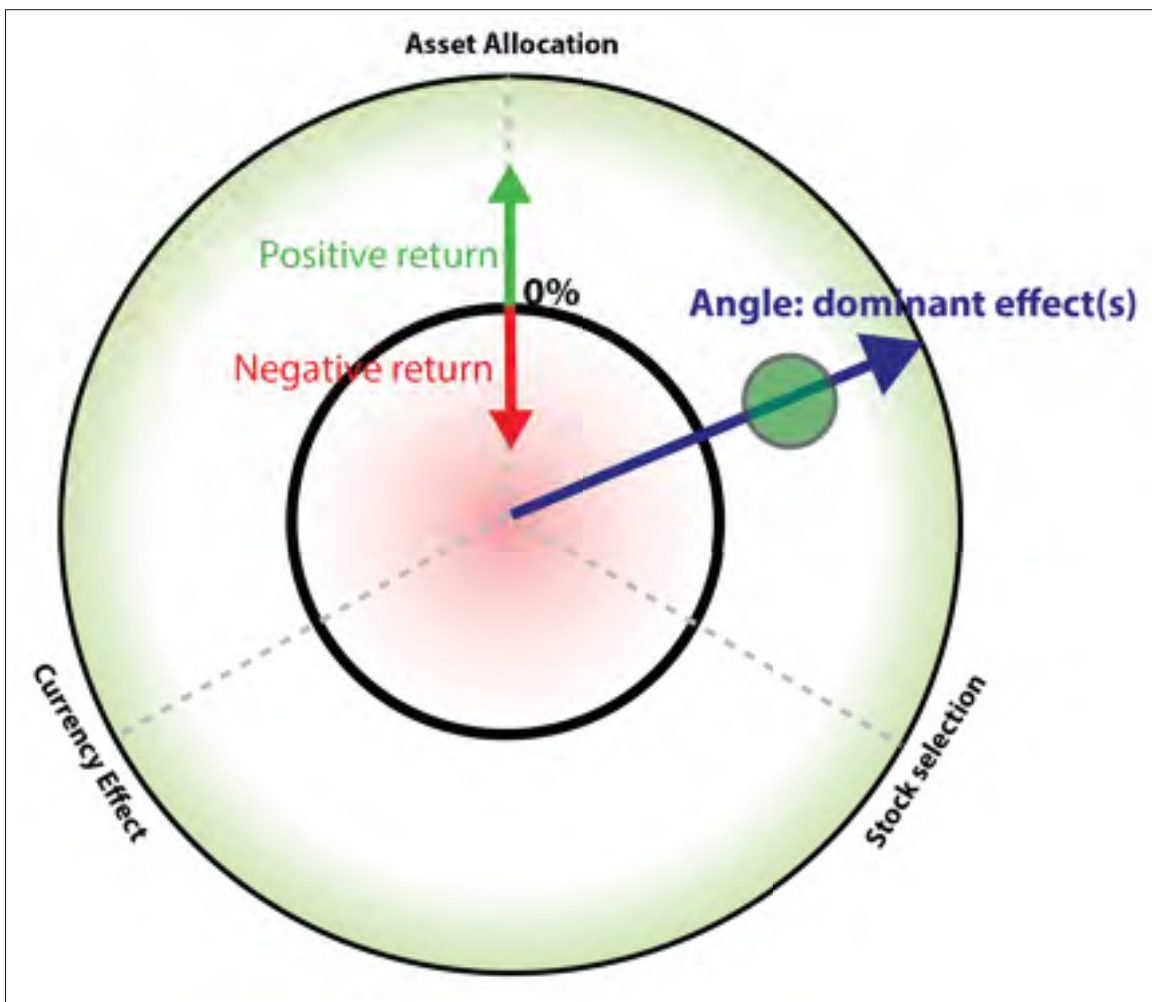 Asset Allocation
Positive return
0%
Angle: dominant effect(s)
Negative return
Currency Effect
Stock selection